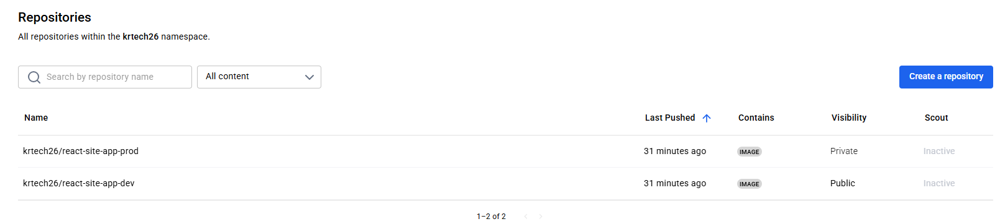 Repositories
All repositories within the krtech26 namespace.
Search by repository name
All content
Create a repository
Name Last Pushed Contains Visibility Scout
krtech26/react-site-app-prod 31 minutes ago IMAGE Private Inactive
krtech26/react-site-app-dev 31 minutes ago IMAGE Public Inactive
1–2 of 2